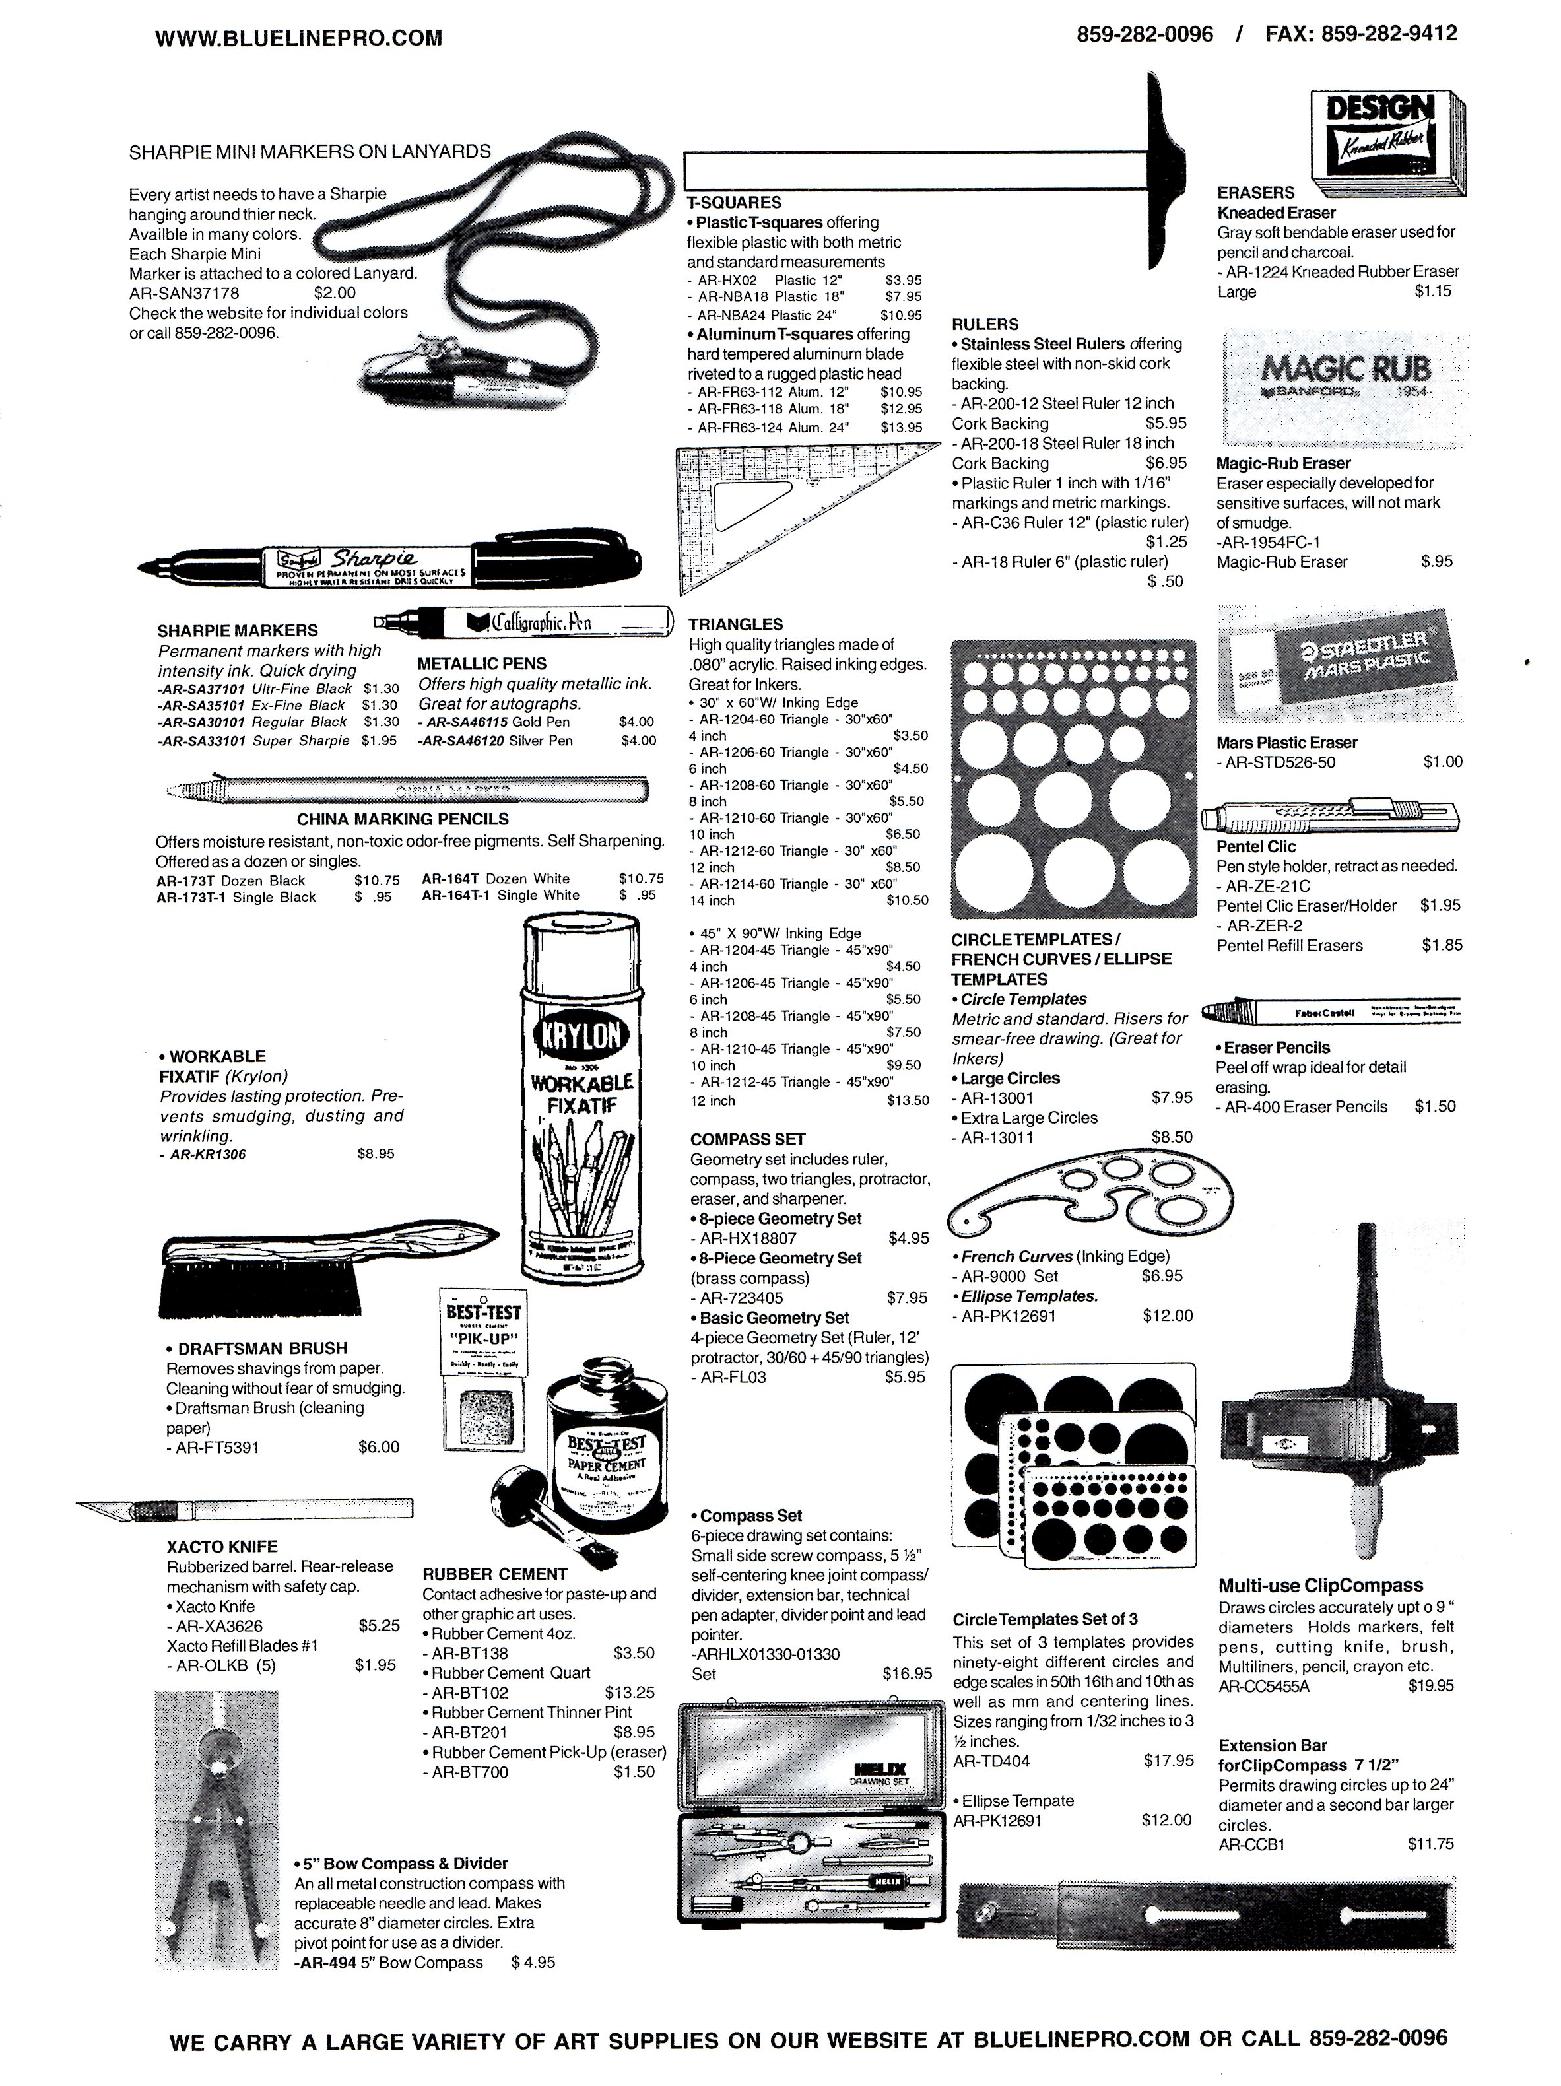 WWW.BLUELINEPRO.COM
859-282-0096 / FAX: 859-282-9412
SHARPIE MINI MARKERS ON LANYARDS
Every artist needs to have a Sharpie
hanging around thier neck.
Availble in many colors.
Each Sharpie Mini
Marker is attached to a colored Lanyard.
AR-SAN37178 $2.00
Check the website for individual colors
or call 859-282-0096.
Sharpie
PROVEN PERMANENT ON MOST SURFACES
HIGHLY WATER RESISTANT DRIES QUICKLY
SHARPIE MARKERS
Permanent markers with high
intensity ink. Quick drying
-AR-SA37101 Ultr-Fine Black $1.30
-AR-SA35101 Ex-Fine Black $1.30
-AR-SA30101 Regular Black $1.30
-AR-SA33101 Super Sharpie $1.95
Calligraphic Pen
METALLIC PENS
Offers high quality metallic ink.
Great for autographs.
- AR-SA46115 Gold Pen $4.00
-AR-SA46120 Silver Pen $4.00
CHINA MARKER
CHINA MARKING PENCILS
Offers moisture resistant, non-toxic odor-free pigments. Self Sharpening.
Offered as a dozen or singles.
AR-173T Dozen Black $10.75
AR-173T-1 Single Black $ .95
AR-164T Dozen White $10.75
AR-164T-1 Single White $ .95
• WORKABLE
FIXATIF (Krylon)
Provides lasting protection. Pre-
vents smudging, dusting and
wrinkling.
- AR-KR1306 $8.95
KRYLON
No 1306
WORKABLE
FIXATIF
• DRAFTSMAN BRUSH
Removes shavings from paper.
Cleaning without fear of smudging.
• Draftsman Brush (cleaning
paper)
- AR-FT5391 $6.00
BEST-TEST
"PIK-UP"
BEST-TEST
PAPER CEMENT
XACTO KNIFE
Rubberized barrel. Rear-release
mechanism with safety cap.
• Xacto Knife
- AR-XA3626 $5.25
Xacto Refill Blades #1
- AR-OLKB (5) $1.95
RUBBER CEMENT
Contact adhesive for paste-up and
other graphic art uses.
• Rubber Cement 4oz.
- AR-BT138 $3.50
• Rubber Cement Quart
- AR-BT102 $13.25
• Rubber Cement Thinner Pint
- AR-BT201 $8.95
• Rubber Cement Pick-Up (eraser)
- AR-BT700 $1.50
• 5" Bow Compass & Divider
An all metal construction compass with
replaceable needle and lead. Makes
accurate 8" diameter circles. Extra
pivot point for use as a divider.
-AR-494 5" Bow Compass $ 4.95
T-SQUARES
• Plastic T-squares offering
flexible plastic with both metric
and standard measurements
- AR-HX02 Plastic 12" $3.95
- AR-NBA18 Plastic 18" $7.95
- AR-NBA24 Plastic 24" $10.95
• Aluminum T-squares offering
hard tempered aluminum blade
riveted to a rugged plastic head
- AR-FR63-112 Alum. 12" $10.95
- AR-FR63-118 Alum. 18" $12.95
- AR-FR63-124 Alum. 24" $13.95
TRIANGLES
High quality triangles made of
.080" acrylic. Raised inking edges.
Great for Inkers.
• 30" x 60"W/ Inking Edge
- AR-1204-60 Triangle - 30"x60"
4 inch $3.50
- AR-1206-60 Triangle - 30"x60"
6 inch $4.50
- AR-1208-60 Triangle - 30"x60"
8 inch $5.50
- AR-1210-60 Triangle - 30"x60"
10 inch $6.50
- AR-1212-60 Triangle - 30" x60"
12 inch $8.50
- AR-1214-60 Triangle - 30" x60"
14 inch $10.50
• 45" X 90"W/ Inking Edge
- AR-1204-45 Triangle - 45"x90"
4 inch $4.50
- AR-1206-45 Triangle - 45"x90"
6 inch $5.50
- AR-1208-45 Triangle - 45"x90"
8 inch $7.50
- AR-1210-45 Triangle - 45"x90"
10 inch $9.50
- AR-1212-45 Triangle - 45"x90"
12 inch $13.50
COMPASS SET
Geometry set includes ruler,
compass, two triangles, protractor,
eraser, and sharpener.
• 8-piece Geometry Set
- AR-HX18807 $4.95
• 8-Piece Geometry Set
(brass compass)
- AR-723405 $7.95
• Basic Geometry Set
4-piece Geometry Set (Ruler, 12'
protractor, 30/60 + 45/90 triangles)
- AR-FL03 $5.95
• Compass Set
6-piece drawing set contains:
Small side screw compass, 5 ½"
self-centering knee joint compass/
divider, extension bar, technical
pen adapter, divider point and lead
pointer.
-ARHLX01330-01330
Set $16.95
HELIX
DRAWING SET
HELIX
RULERS
• Stainless Steel Rulers offering
flexible steel with non-skid cork
backing.
- AR-200-12 Steel Ruler 12 inch
Cork Backing $5.95
- AR-200-18 Steel Ruler 18 inch
Cork Backing $6.95
• Plastic Ruler 1 inch with 1/16"
markings and metric markings.
- AR-C36 Ruler 12" (plastic ruler)
$1.25
- AR-18 Ruler 6" (plastic ruler)
$ .50
CIRCLE TEMPLATES /
FRENCH CURVES / ELLIPSE
TEMPLATES
• Circle Templates
Metric and standard. Risers for
smear-free drawing. (Great for
Inkers)
• Large Circles
- AR-13001 $7.95
• Extra Large Circles
- AR-13011 $8.50
• French Curves (Inking Edge)
- AR-9000 Set $6.95
• Ellipse Templates.
- AR-PK12691 $12.00
Circle Templates Set of 3
This set of 3 templates provides
ninety-eight different circles and
edge scales in 50th 16th and 10th as
well as mm and centering lines.
Sizes ranging from 1/32 inches to 3
½ inches.
AR-TD404 $17.95
• Ellipse Tempate
AR-PK12691 $12.00
DESIGN
Kneaded Rubber
ERASERS
Kneaded Eraser
Gray soft bendable eraser used for
pencil and charcoal.
- AR-1224 Kneaded Rubber Eraser
Large $1.15
MAGIC RUB
SANFORD 1954
Magic-Rub Eraser
Eraser especially developed for
sensitive surfaces, will not mark
of smudge.
-AR-1954FC-1
Magic-Rub Eraser $.95
STAEDTLER
MARS PLASTIC
Mars Plastic Eraser
- AR-STD526-50 $1.00
Pentel Clic
Pen style holder, retract as needed.
- AR-ZE-21C
Pentel Clic Eraser/Holder $1.95
- AR-ZER-2
Pentel Refill Erasers $1.85
Faber Castell
• Eraser Pencils
Peel off wrap ideal for detail
erasing.
- AR-400 Eraser Pencils $1.50
Multi-use ClipCompass
Draws circles accurately upt o 9 "
diameters Holds markers, felt
pens, cutting knife, brush,
Multiliners, pencil, crayon etc.
AR-CC5455A $19.95
Extension Bar
forClipCompass 7 1/2"
Permits drawing circles up to 24"
diameter and a second bar larger
circles.
AR-CCB1 $11.75
WE CARRY A LARGE VARIETY OF ART SUPPLIES ON OUR WEBSITE AT BLUELINEPRO.COM OR CALL 859-282-0096